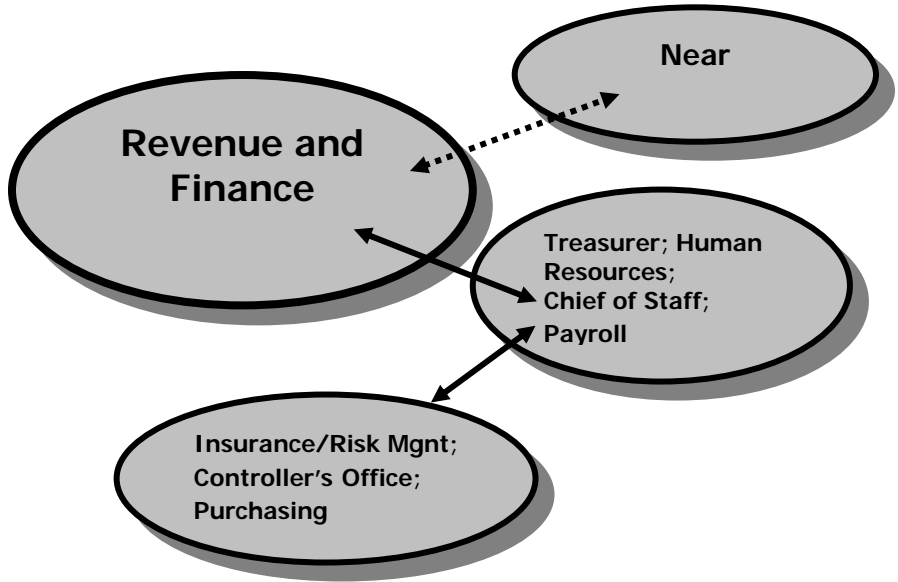 Near
Revenue and
Finance
Treasurer; Human
Resources;
Chief of Staff;
Payroll
Insurance/Risk Mgnt;
Controller's Office;
Purchasing